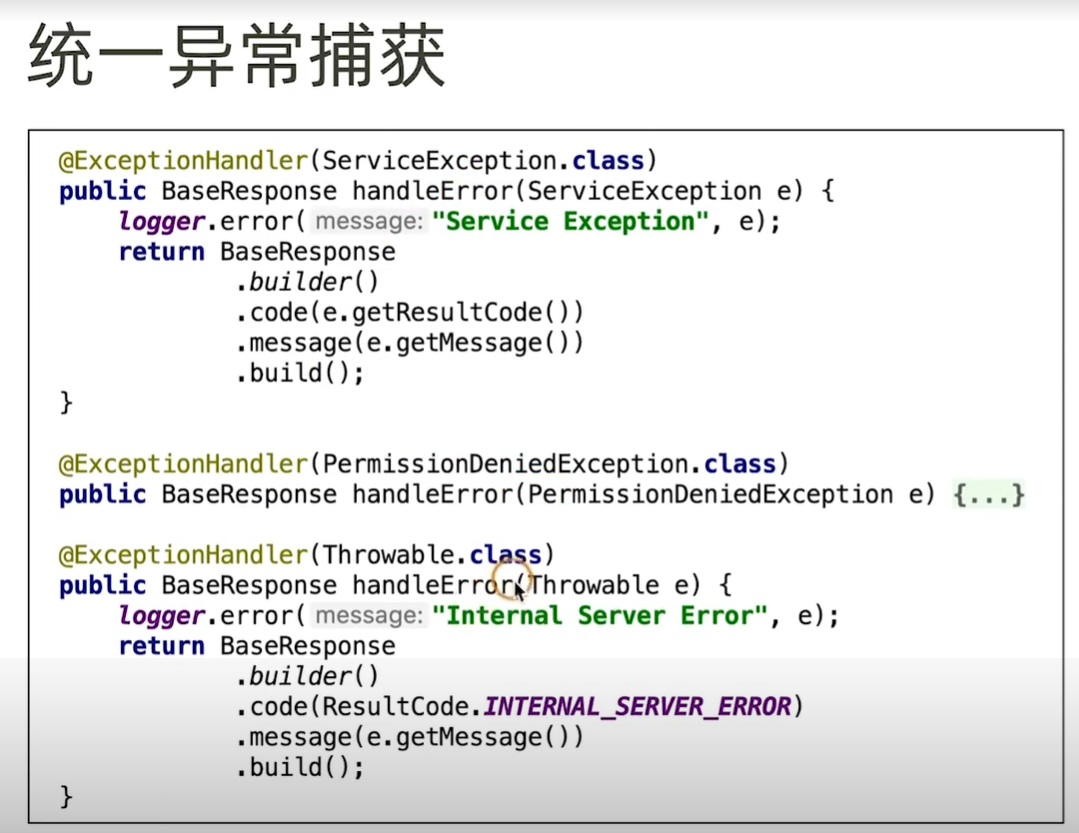 统一异常捕获
@ExceptionHandler(ServiceException.class)
public BaseResponse handleError(ServiceException e) {
    logger.error( message: "Service Exception", e);
    return BaseResponse
            .builder()
            .code(e.getResultCode())
            .message(e.getMessage())
            .build();
}
@ExceptionHandler(PermissionDeniedException.class)
public BaseResponse handleError(PermissionDeniedException e) {...}
@ExceptionHandler(Throwable.class)
public BaseResponse handleError(Throwable e) {
    logger.error( message: "Internal Server Error", e);
    return BaseResponse
            .builder()
            .code(ResultCode.INTERNAL_SERVER_ERROR)
            .message(e.getMessage())
            .build();
}